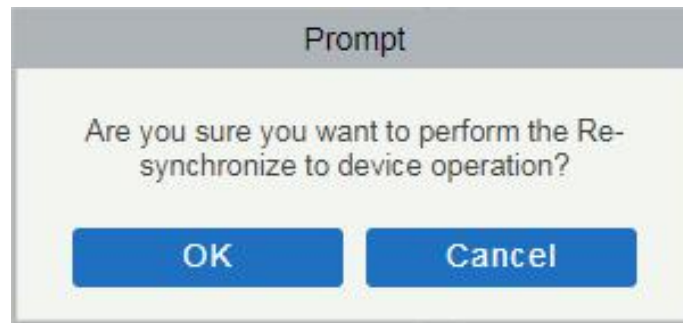 Prompt
Are you sure you want to perform the Re-
synchronize to device operation?
OK
Cancel